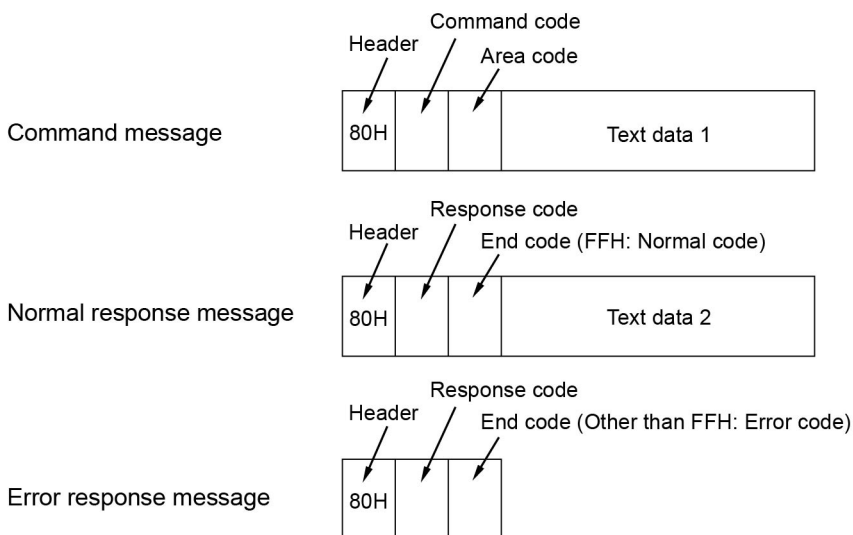 Command code
Header
Area code
Command message
80H
Text data 1
Response code
Header
End code (FFH: Normal code)
Normal response message
80H
Text data 2
Response code
Header
End code (Other than FFH: Error code)
Error response message
80H